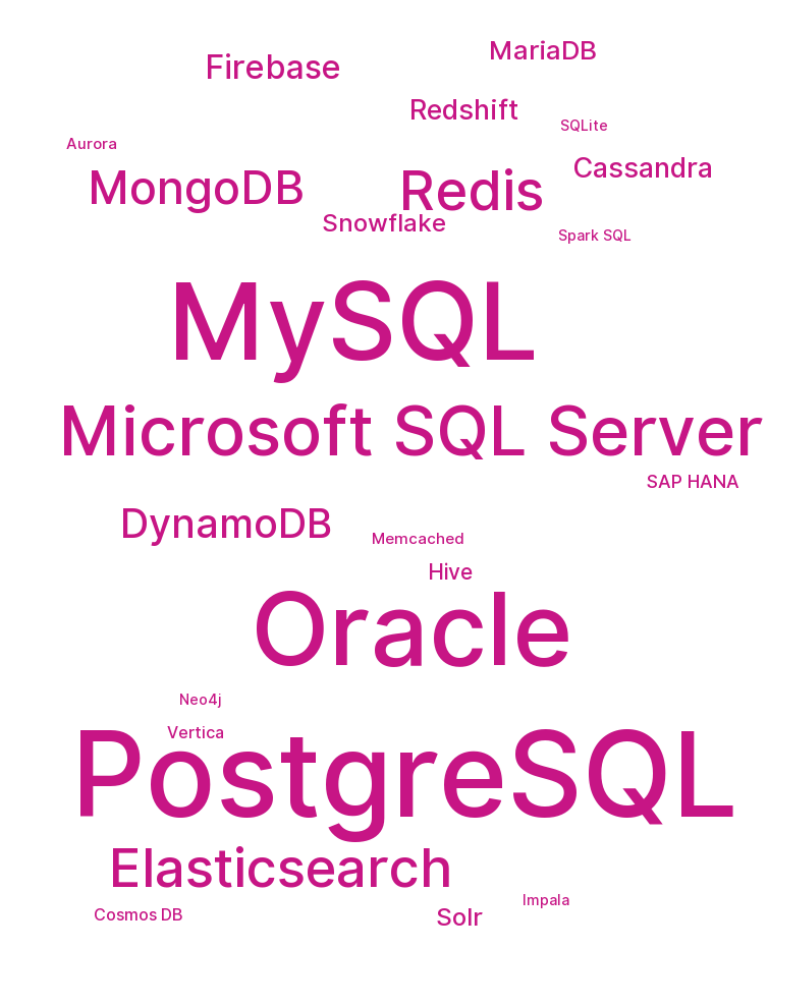 MariaDB
Firebase
Redshift
SQLite
Aurora
Cassandra
MongoDB
Redis
Snowflake
Spark SQL
MySQL
Microsoft SQL Server
SAP HANA
DynamoDB
Memcached
Hive
Oracle
Neo4j
Vertica
PostgreSQL
Elasticsearch
Impala
Cosmos DB
Solr